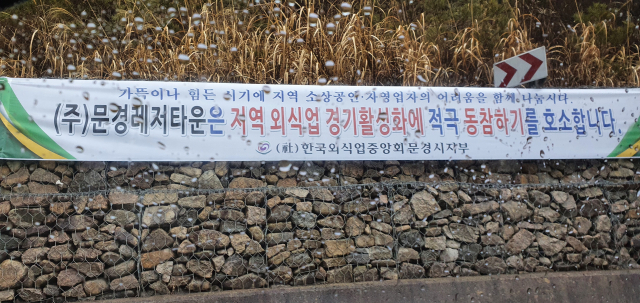 가뜩이나 힘든 시기에 지역 소상공인 자영업자의 어려움을 함께 나눕시다
(주)문경레저타운은 지역 외식업 경기활성화에 적극 동참하기를 호소합니다
(社)한국외식업중앙회문경시지부